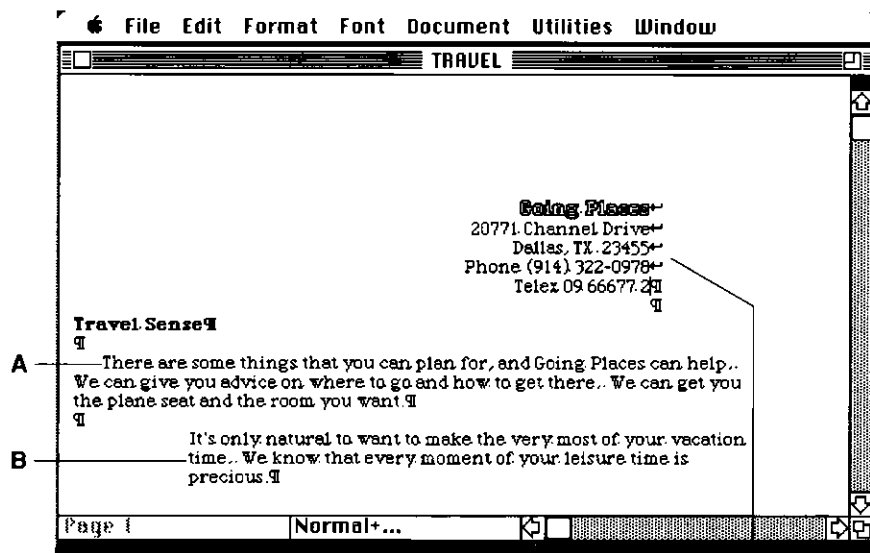 File Edit Format Font Document Utilities Window
TRAVEL
Going Places
20771 Channel Drive
Dallas, TX 23455
Phone (914) 322-0978
Telex 09 66677 2¶
¶
Travel Sense¶
¶
A
There are some things that you can plan for, and Going Places can help.
We can give you advice on where to go and how to get there. We can get you
the plane seat and the room you want.¶
¶
It's only natural to want to make the very most of your vacation
B
time. We know that every moment of your leisure time is
precious.¶
Page 1 Normal+...